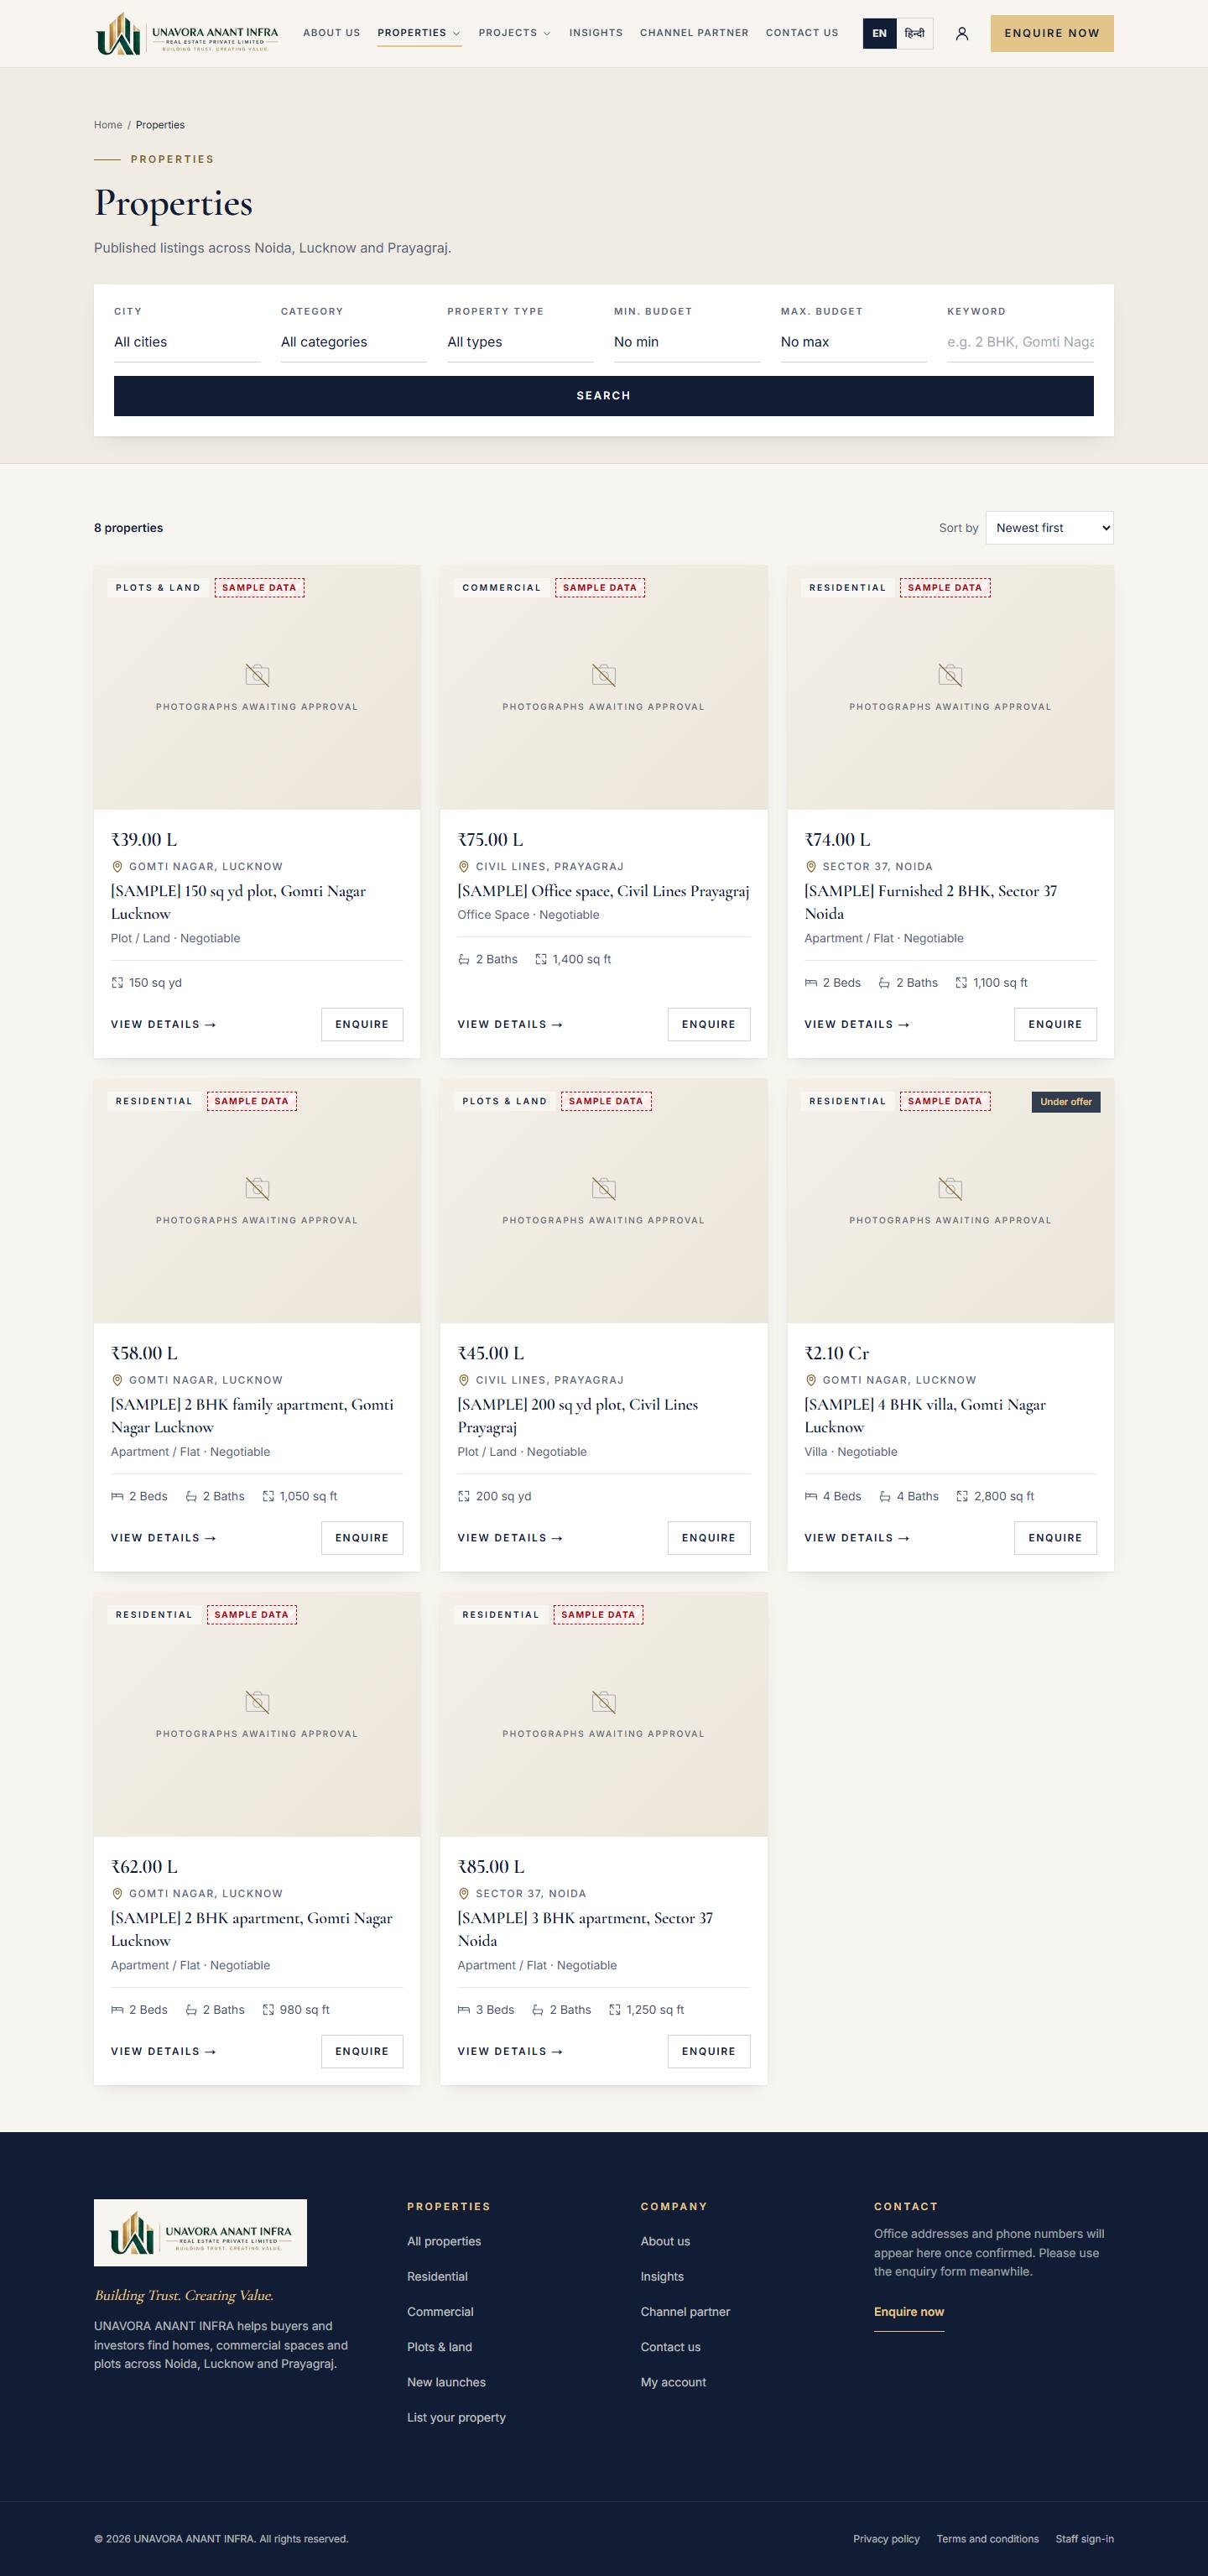 UNAVORA ANANT INFRA
REAL ESTATE PRIVATE LIMITED
BUILDING TRUST. CREATING VALUE.
ABOUT US
PROPERTIES
PROJECTS
INSIGHTS
CHANNEL PARTNER
CONTACT US
EN
हिन्दी
ENQUIRE NOW
Home / Properties
PROPERTIES
Properties
Published listings across Noida, Lucknow and Prayagraj.
CITY
All cities
CATEGORY
All categories
PROPERTY TYPE
All types
MIN. BUDGET
No min
MAX. BUDGET
No max
KEYWORD
e.g. 2 BHK, Gomti Naga
SEARCH
8 properties
Sort by
Newest first
PLOTS & LAND
SAMPLE DATA
PHOTOGRAPHS AWAITING APPROVAL
₹39.00 L
GOMTI NAGAR, LUCKNOW
[SAMPLE] 150 sq yd plot, Gomti Nagar
Lucknow
Plot / Land · Negotiable
150 sq yd
VIEW DETAILS →
ENQUIRE
COMMERCIAL
SAMPLE DATA
PHOTOGRAPHS AWAITING APPROVAL
₹75.00 L
CIVIL LINES, PRAYAGRAJ
[SAMPLE] Office space, Civil Lines Prayagraj
Office Space · Negotiable
2 Baths
1,400 sq ft
VIEW DETAILS →
ENQUIRE
RESIDENTIAL
SAMPLE DATA
PHOTOGRAPHS AWAITING APPROVAL
₹74.00 L
SECTOR 37, NOIDA
[SAMPLE] Furnished 2 BHK, Sector 37
Noida
Apartment / Flat · Negotiable
2 Beds
2 Baths
1,100 sq ft
VIEW DETAILS →
ENQUIRE
RESIDENTIAL
SAMPLE DATA
PHOTOGRAPHS AWAITING APPROVAL
₹58.00 L
GOMTI NAGAR, LUCKNOW
[SAMPLE] 2 BHK family apartment, Gomti
Nagar Lucknow
Apartment / Flat · Negotiable
2 Beds
2 Baths
1,050 sq ft
VIEW DETAILS →
ENQUIRE
PLOTS & LAND
SAMPLE DATA
PHOTOGRAPHS AWAITING APPROVAL
₹45.00 L
CIVIL LINES, PRAYAGRAJ
[SAMPLE] 200 sq yd plot, Civil Lines
Prayagraj
Plot / Land · Negotiable
200 sq yd
VIEW DETAILS →
ENQUIRE
RESIDENTIAL
SAMPLE DATA
Under offer
PHOTOGRAPHS AWAITING APPROVAL
₹2.10 Cr
GOMTI NAGAR, LUCKNOW
[SAMPLE] 4 BHK villa, Gomti Nagar
Lucknow
Villa · Negotiable
4 Beds
4 Baths
2,800 sq ft
VIEW DETAILS →
ENQUIRE
RESIDENTIAL
SAMPLE DATA
PHOTOGRAPHS AWAITING APPROVAL
₹62.00 L
GOMTI NAGAR, LUCKNOW
[SAMPLE] 2 BHK apartment, Gomti Nagar
Lucknow
Apartment / Flat · Negotiable
2 Beds
2 Baths
980 sq ft
VIEW DETAILS →
ENQUIRE
RESIDENTIAL
SAMPLE DATA
PHOTOGRAPHS AWAITING APPROVAL
₹85.00 L
SECTOR 37, NOIDA
[SAMPLE] 3 BHK apartment, Sector 37
Noida
Apartment / Flat · Negotiable
3 Beds
2 Baths
1,250 sq ft
VIEW DETAILS →
ENQUIRE
UNAVORA ANANT INFRA
REAL ESTATE PRIVATE LIMITED
BUILDING TRUST. CREATING VALUE.
Building Trust. Creating Value.
UNAVORA ANANT INFRA helps buyers and
investors find homes, commercial spaces and
plots across Noida, Lucknow and Prayagraj.
PROPERTIES
All properties
Residential
Commercial
Plots & land
New launches
List your property
COMPANY
About us
Insights
Channel partner
Contact us
My account
CONTACT
Office addresses and phone numbers will
appear here once confirmed. Please use
the enquiry form meanwhile.
Enquire now
© 2026 UNAVORA ANANT INFRA. All rights reserved.
Privacy policy
Terms and conditions
Staff sign-in